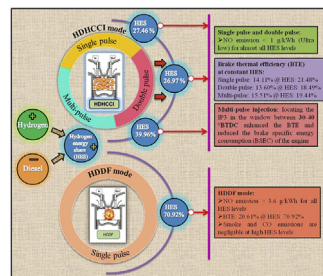 HDHCCI mode
Single pulse
Multi-pulse
Double pulse
HDHCCI
HES
27.46%
HES
26.97%
HES
39.96%
Hydrogen
Hydrogen
energy
share
(HES)
Diesel
HDDF mode
HDDF
Single pulse
HES
70.92%
Single pulse and double pulse:
NO emission < 1 g/kWh (Ultra
low) for almost all HES levels
Brake thermal efficiency (BTE)
at constant HES:
Single pulse: 14.11% @ HES: 21.48%
Double pulse: 13.60% @ HES: 18.49%
Multi-pulse: 15.51% @ HES: 19.44%
Multi-pulse injection: locating the
IP3 in the window between 30-40
°BTDC enhanced the BTE and
reduced the brake specific energy
consumption (BSEC) of the engine
HDDF mode:
NO emission > 3.6 g/kWh for all
HES levels
BTE: 20.61% @ HES: 70.92%
Smoke and CO emissions are
negligible at high HES levels